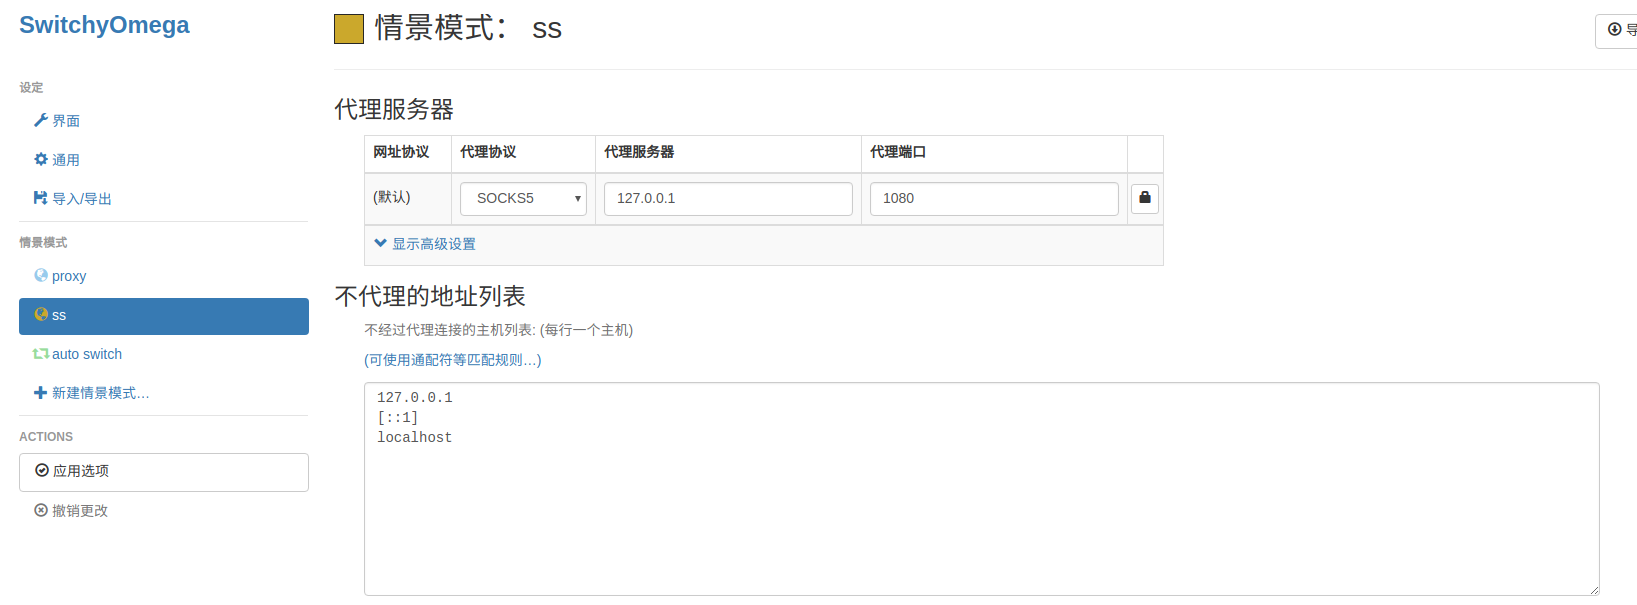 SwitchyOmega
设定
界面
通用
导入/导出
情景模式
proxy
ss
auto switch
新建情景模式…
ACTIONS
应用选项
撤销更改
情景模式： ss
代理服务器
网址协议 代理协议 代理服务器 代理端口
(默认) SOCKS5 127.0.0.1 1080
显示高级设置
不代理的地址列表
不经过代理连接的主机列表: (每行一个主机)
(可使用通配符等匹配规则…)
127.0.0.1
[::1]
localhost